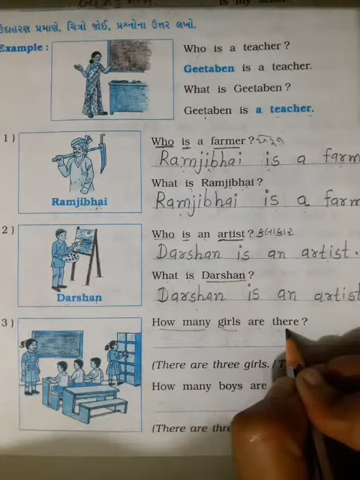 is my school.
ઉદાહરણ પ્રમાણે, ચિત્રો જોઈ, પ્રશ્નોના ઉત્તર લખો.
Example :
Who is a teacher?
Geetaben is a teacher.
What is Geetaben?
Geetaben is a teacher.
1)
Ramjibhai
Who is a farmer? ખેડૂત
Ramjibhai is a farm
What is Ramjibhai?
Ramjibhai is a farm
2)
Darshan
Who is an artist? કલાકાર
Darshan is an artist.
What is Darshan?
Darshan is an artist
3)
How many girls are there?
(There are three girls. / T
How many boys are
(There are thre